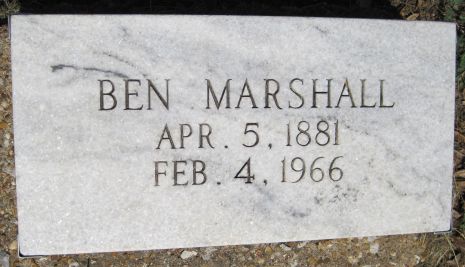 BEN MARSHALL
APR. 5, 1881
FEB. 4, 1966